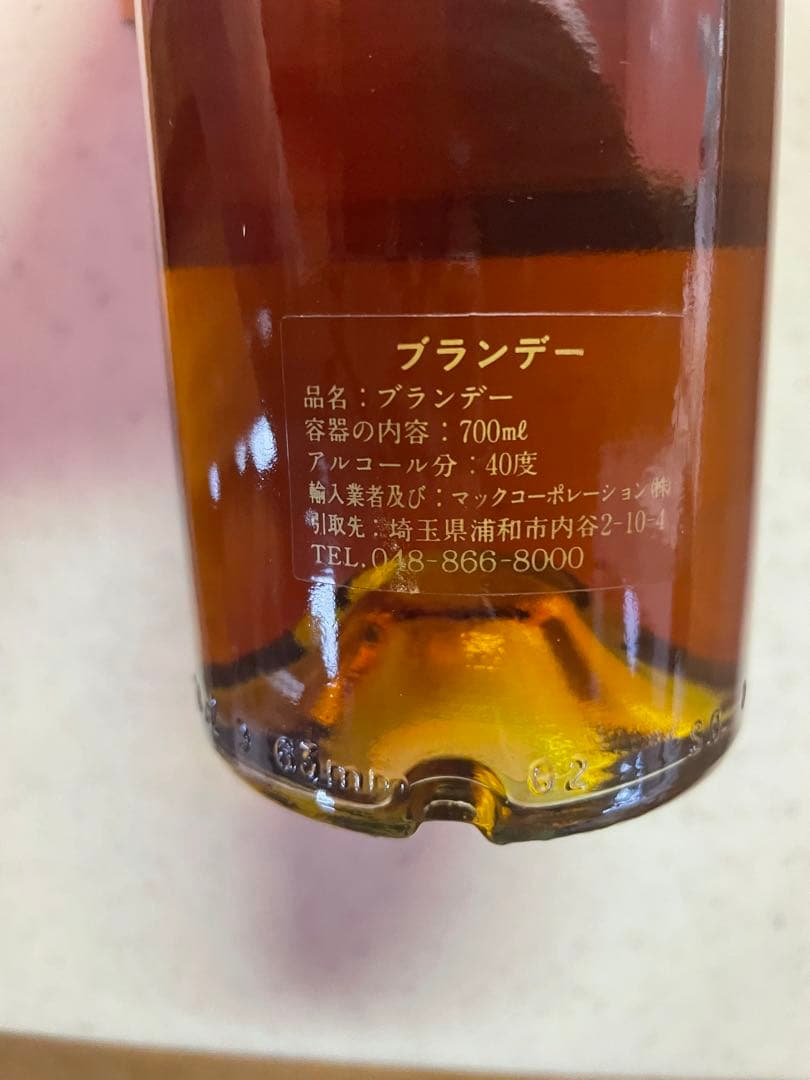 ブランデー
品名：ブランデー
容器の内容：700㎖
アルコール分：40度
輸入業者及び：マックコーポレーション㈱
引取先：埼玉県浦和市内谷2-10-4
TEL.048-866-8000
3 63mm 62